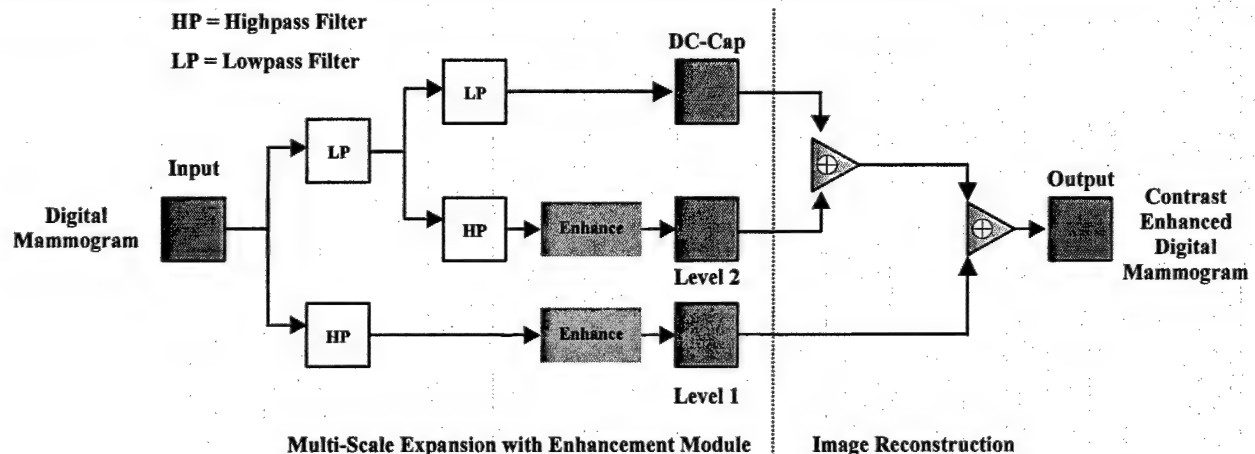 HP = Highpass Filter
LP = Lowpass Filter
DC-Cap
LP
Input
LP
Output
Digital
Mammogram
Contrast
Enhanced
Digital
Mammogram
HP
Enhance
Level 2
HP
Enhance
Level 1
Multi-Scale Expansion with Enhancement Module
Image Reconstruction